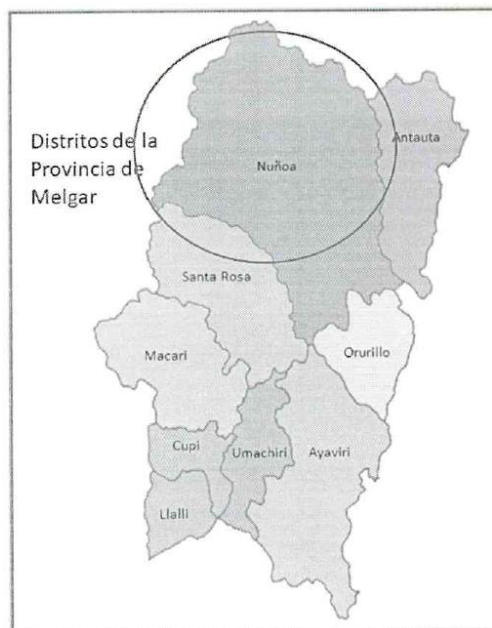 Distritos de la
Provincia de
Melgar
Nuñoa
Antauta
Santa Rosa
Macari
Orurillo
Cupi
Umachiri
Ayaviri
Llalli